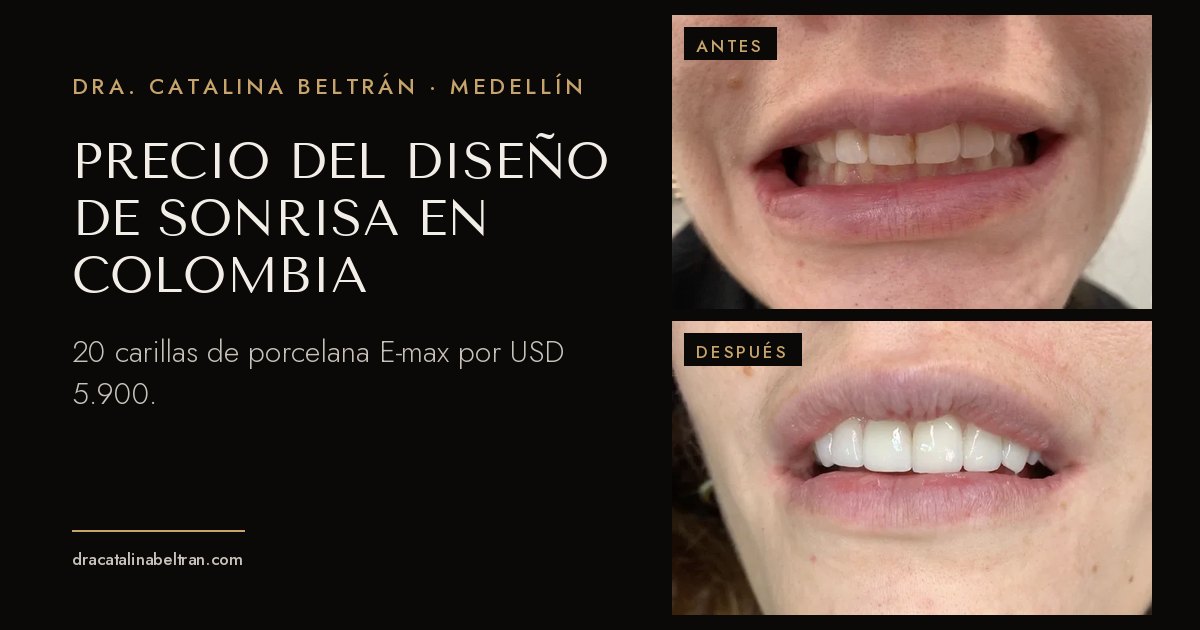 DRA. CATALINA BELTRÁN · MEDELLÍN
PRECIO DEL DISEÑO
DE SONRISA EN
COLOMBIA
20 carillas de porcelana E-max por USD
5.900.
dracatalinabeltran.com
ANTES
DESPUÉS